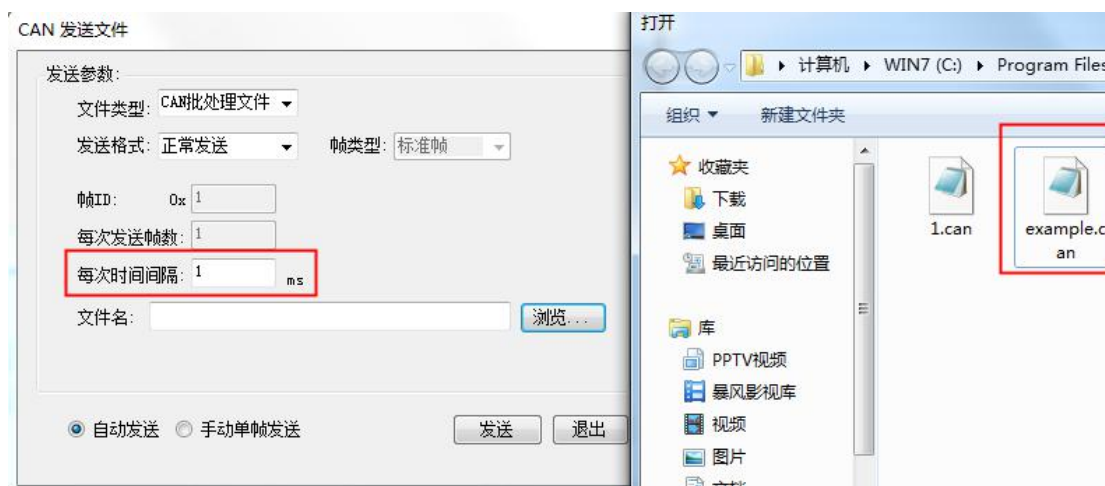 CAN 发送文件
发送参数:
文件类型: CAN批处理文件
发送格式: 正常发送 帧类型: 标准帧
帧ID: 0x 1
每次发送帧数: 1
每次时间间隔: 1 ms
文件名: 浏览...
自动发送 手动单帧发送 发送 退出
打开
计算机 WIN7 (C:) Program Files
组织 新建文件夹
收藏夹
下载
桌面
最近访问的位置
库
PPTV视频
暴风影视库
视频
图片
1.can
example.c
an